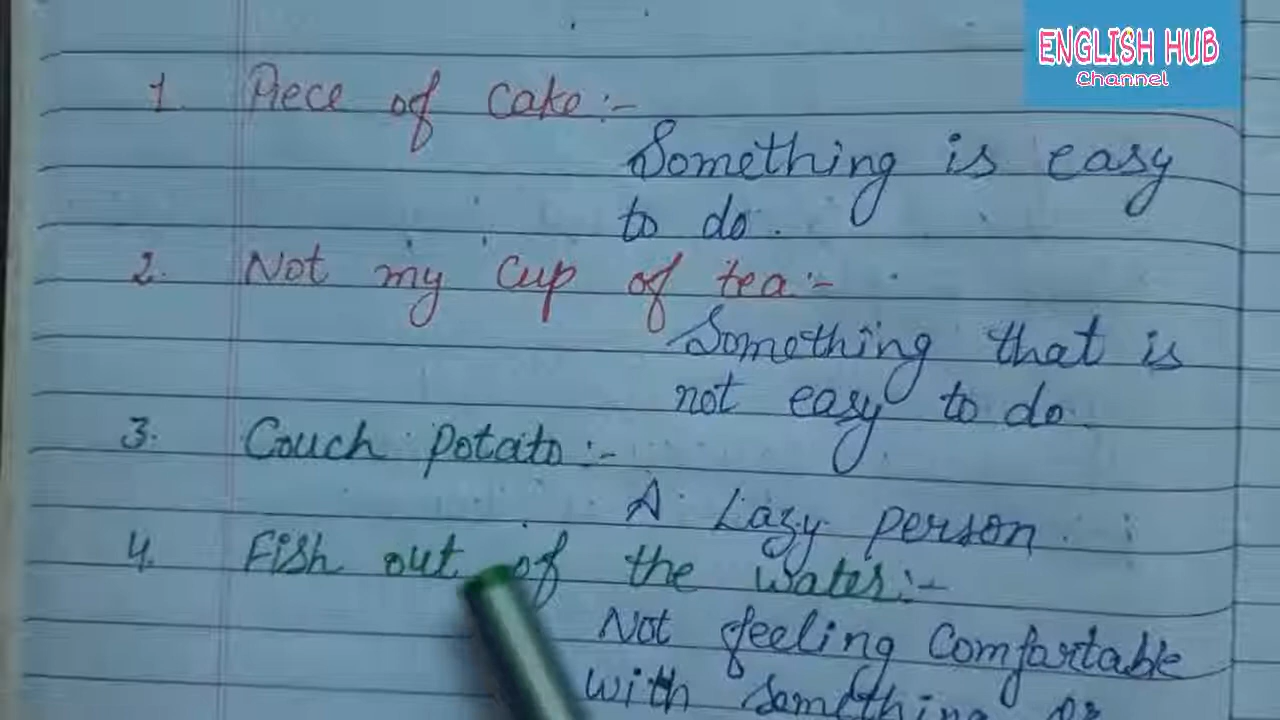 ENGLISH HUB
Channel
1. Piece of cake:-
Something is easy
to do.
2. Not my cup of tea:-
Something that is
not easy to do.
3. Couch potato:-
A Lazy person.
4. Fish out of the water:-
Not feeling Comfortable
with something or